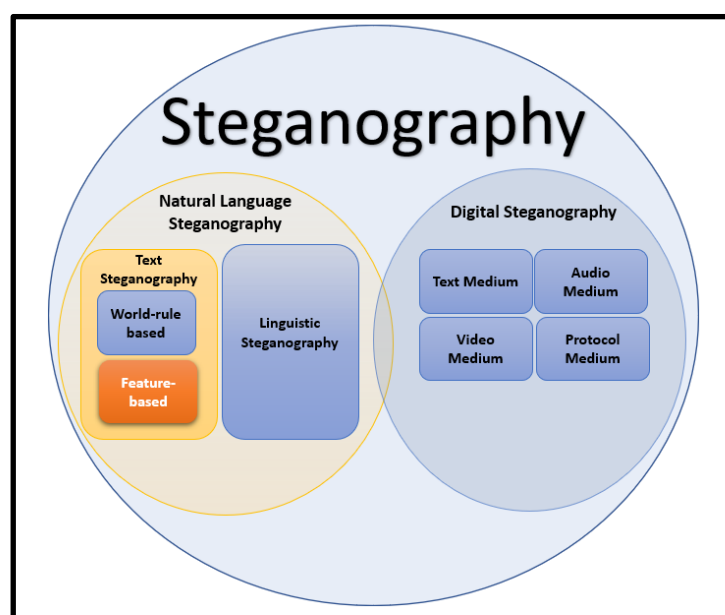 Steganography
Natural Language
Steganography
Text
Steganography
World-rule
based
Feature-
based
Linguistic
Steganography
Digital Steganography
Text Medium
Audio
Medium
Video
Medium
Protocol
Medium